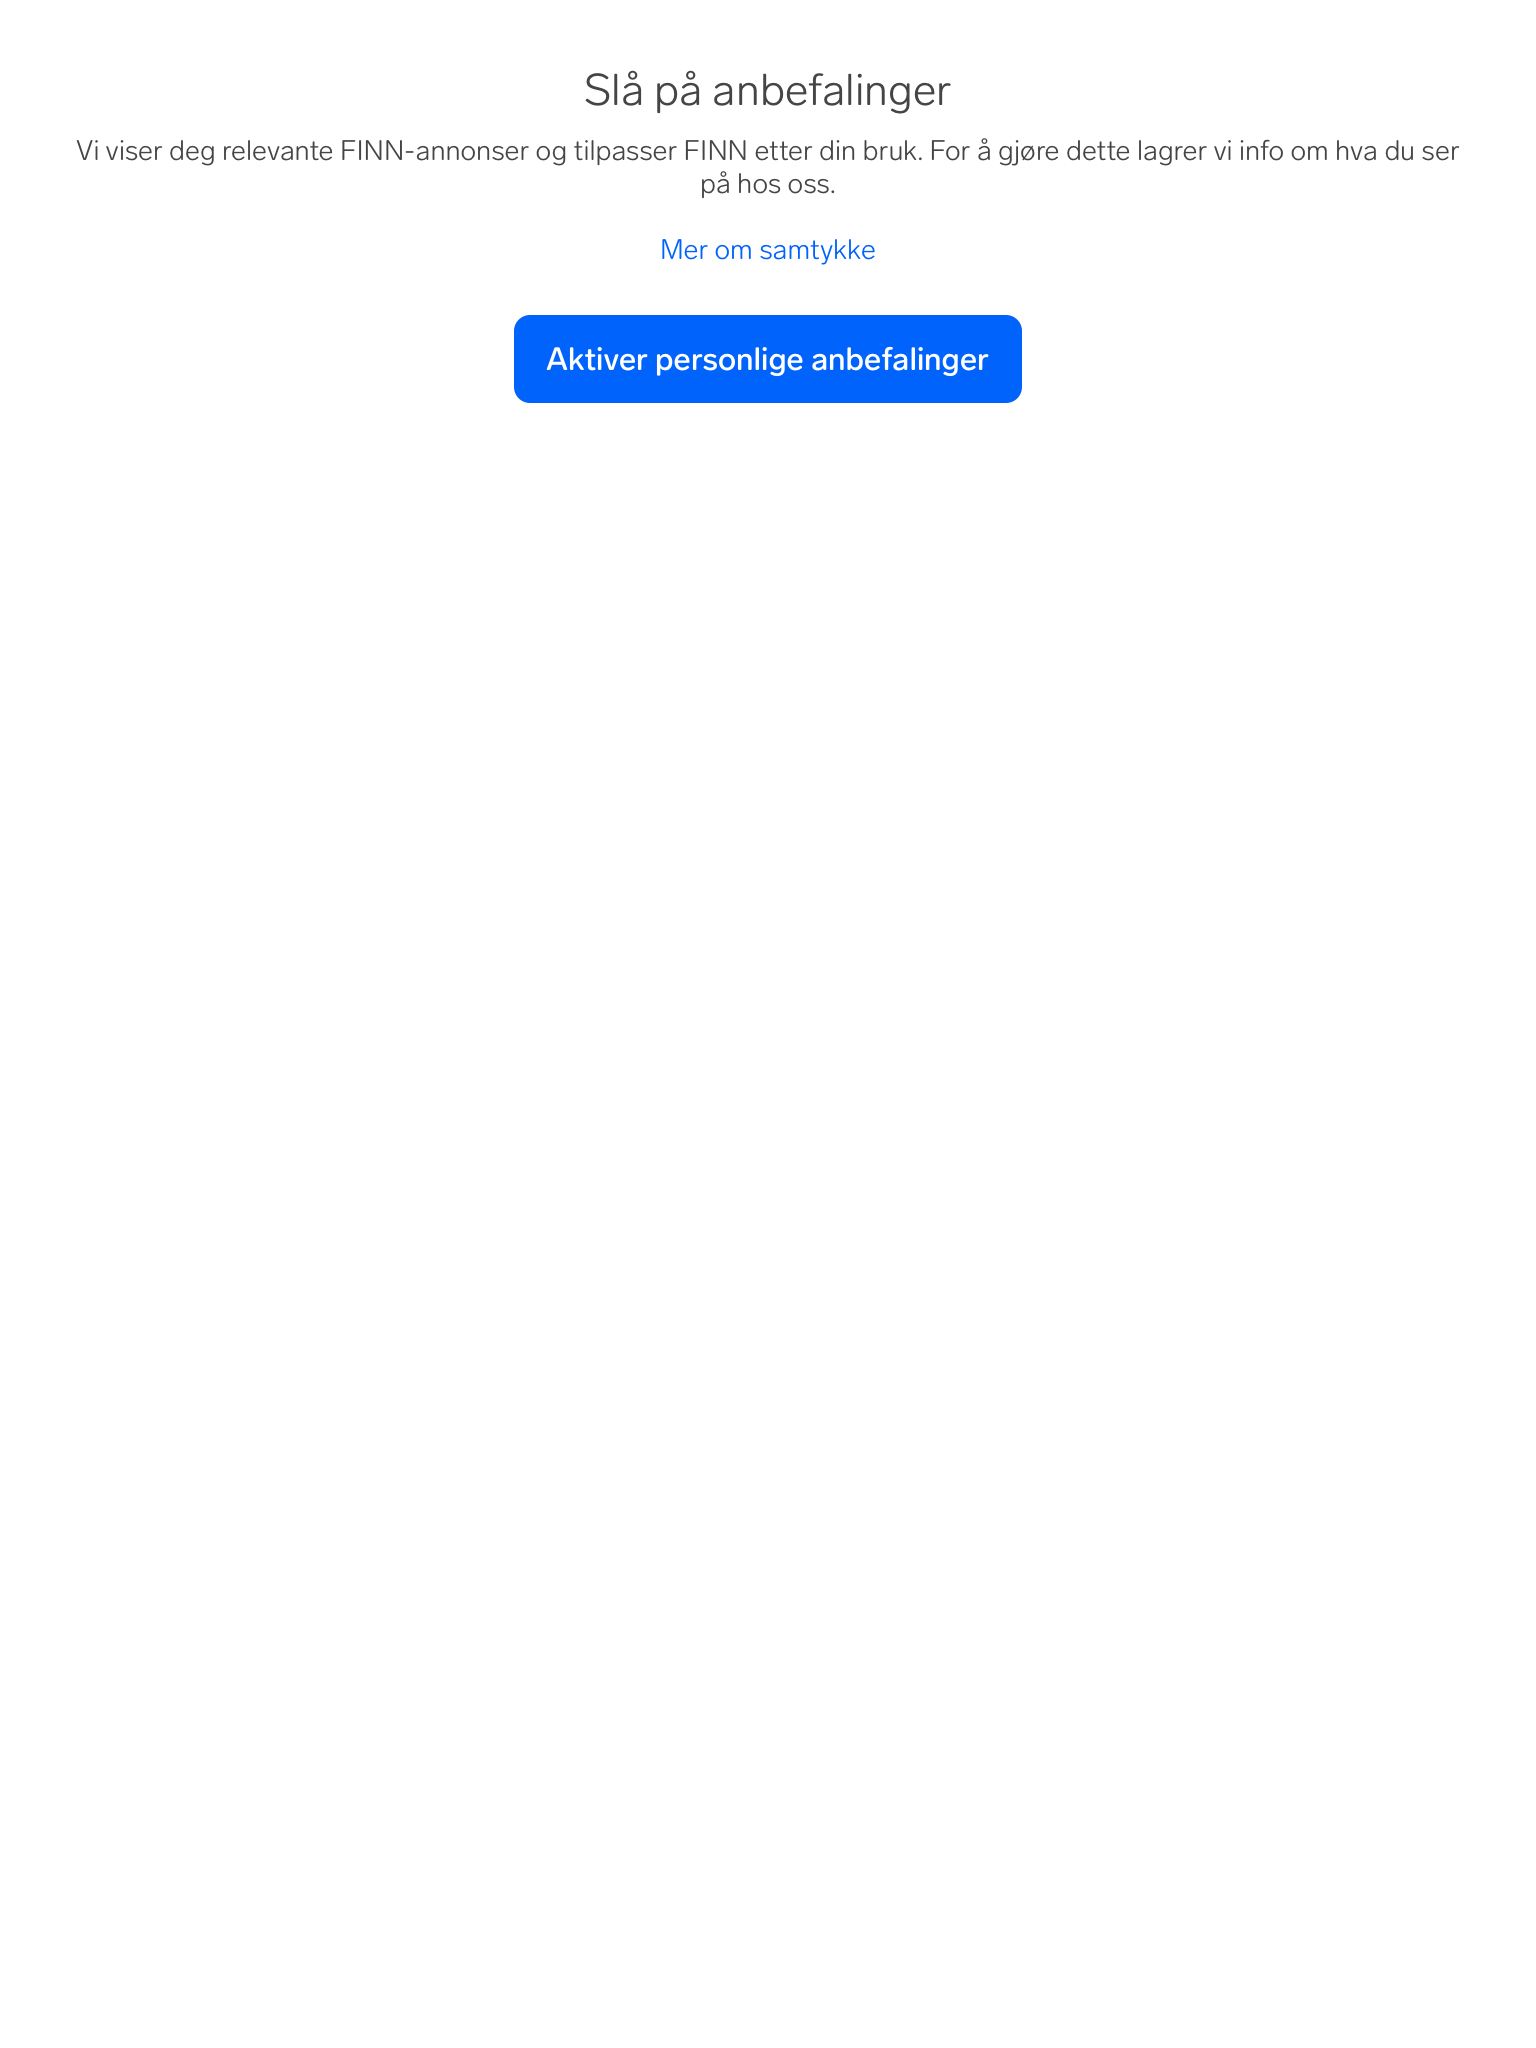 Slå på anbefalinger
Vi viser deg relevante FINN-annonser og tilpasser FINN etter din bruk. For å gjøre dette lagrer vi info om hva du ser
på hos oss.
Mer om samtykke
Aktiver personlige anbefalinger